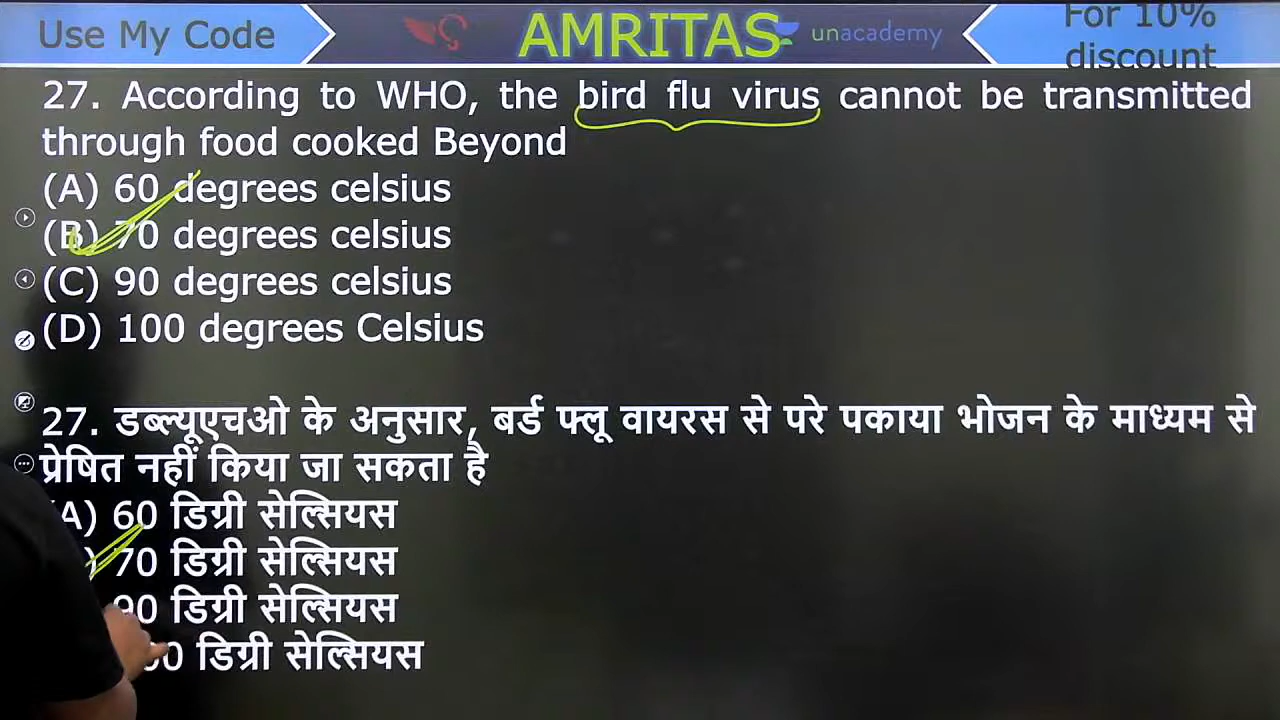 Use My Code
AMRITAS
unacademy
For 10%
discount
27. According to WHO, the bird flu virus cannot be transmitted
through food cooked Beyond
(A) 60 degrees celsius
(B) 70 degrees celsius
(C) 90 degrees celsius
(D) 100 degrees Celsius
27. डब्ल्यूएचओ के अनुसार, बर्ड फ्लू वायरस से परे पकाया भोजन के माध्यम से
प्रेषित नहीं किया जा सकता है
(A) 60 डिग्री सेल्सियस
) 70 डिग्री सेल्सियस
90 डिग्री सेल्सियस
00 डिग्री सेल्सियस